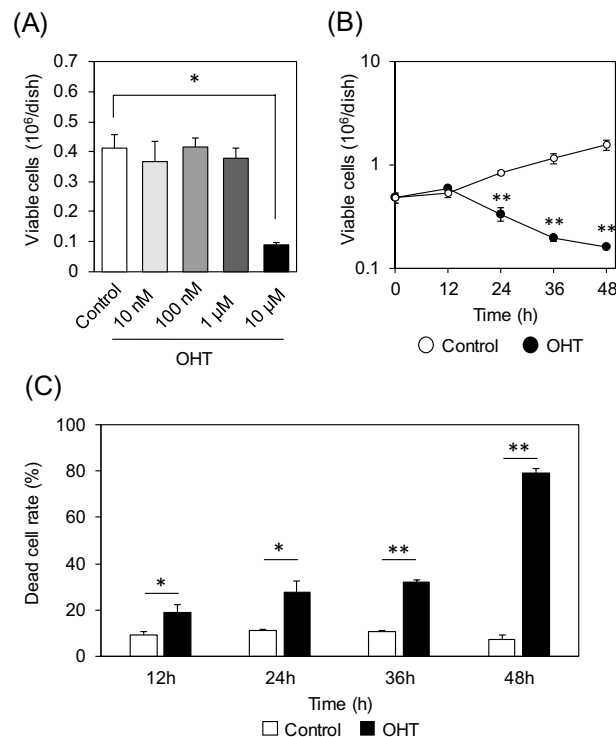 (A)
Viable cells (10⁶/dish)
0.7
0.6
0.5
0.4
0.3
0.2
0.1
0
*
Control
10 nM
100 nM
1 µM
10 µM
OHT
(B)
Viable cells (10⁶/dish)
10
1
0.1
**
**
**
0
12
24
36
48
Time (h)
Control
OHT
(C)
Dead cell rate (%)
100
80
60
40
20
0
*
*
**
**
12h
24h
36h
48h
Time (h)
Control
OHT